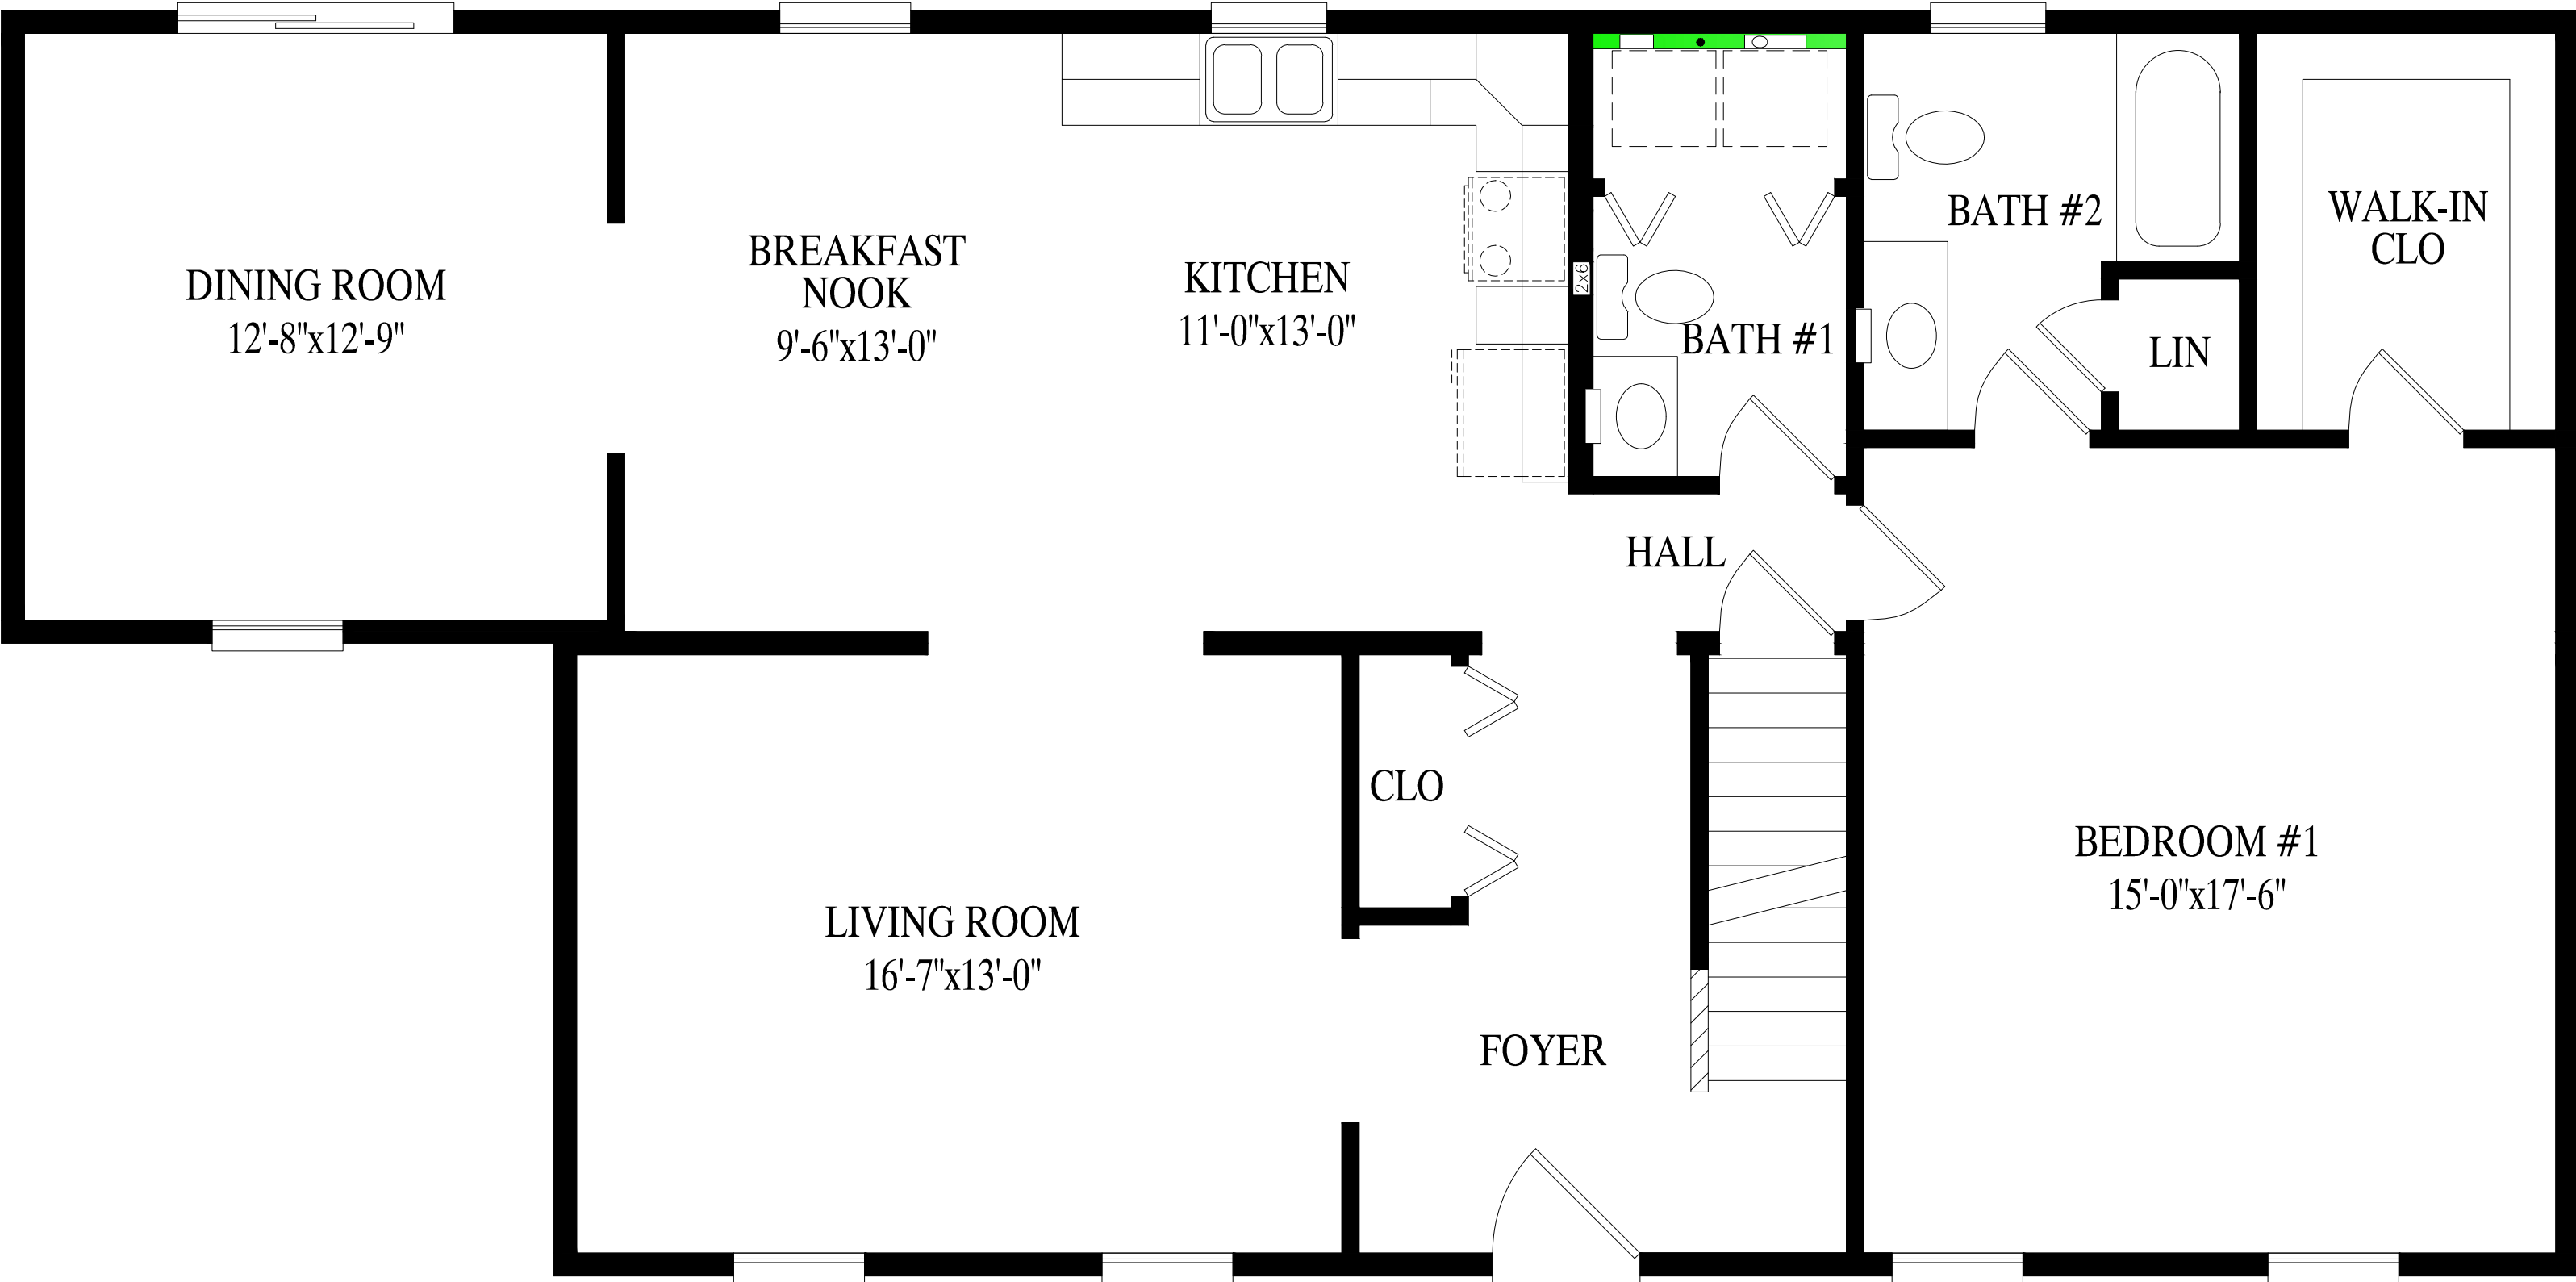 DINING ROOM
12'-8"x12'-9"
BREAKFAST
NOOK
9'-6"x13'-0"
KITCHEN
11'-0"x13'-0"
2x6
BATH #1
BATH #2
LIN
WALK-IN
CLO
HALL
CLO
LIVING ROOM
16'-7"x13'-0"
FOYER
BEDROOM #1
15'-0"x17'-6"